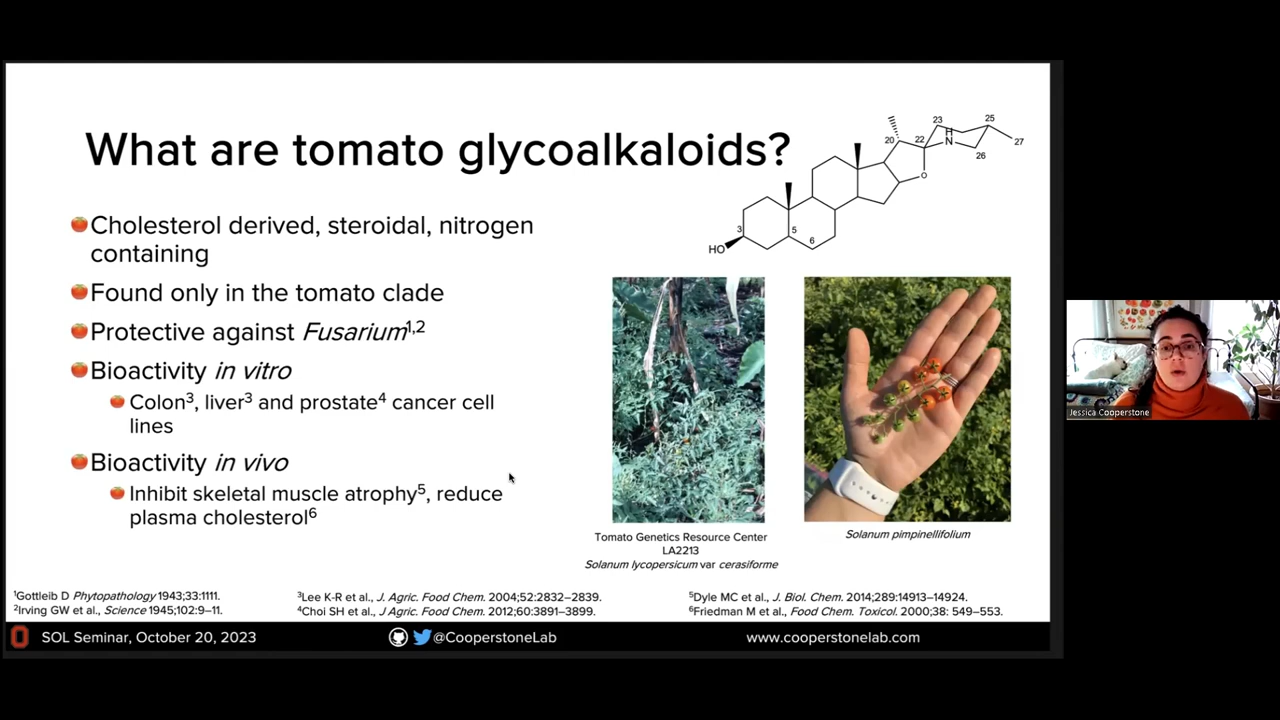 What are tomato glycoalkaloids?
Cholesterol derived, steroidal, nitrogen
containing
Found only in the tomato clade
Protective against Fusarium1,2
Bioactivity in vitro
Colon3, liver3 and prostate4 cancer cell
lines
Bioactivity in vivo
Inhibit skeletal muscle atrophy5, reduce
plasma cholesterol6
HO
3
5
6
20
22
23
H
N
25
26
27
O
Tomato Genetics Resource Center
LA2213
Solanum lycopersicum var cerasiforme
Solanum pimpinellifolium
1Gottleib D Phytopathology 1943;33:1111.
2Irving GW et al., Science 1945;102:9–11.
3Lee K-R et al., J. Agric. Food Chem. 2004;52:2832–2839.
4Choi SH et al., J Agric. Food Chem. 2012;60:3891–3899.
5Dyle MC et al., J. Biol. Chem. 2014;289:14913–14924.
6Friedman M et al., Food Chem. Toxicol. 2000;38: 549–553.
SOL Seminar, October 20, 2023
@CooperstoneLab
www.cooperstonelab.com
Jessica Cooperstone